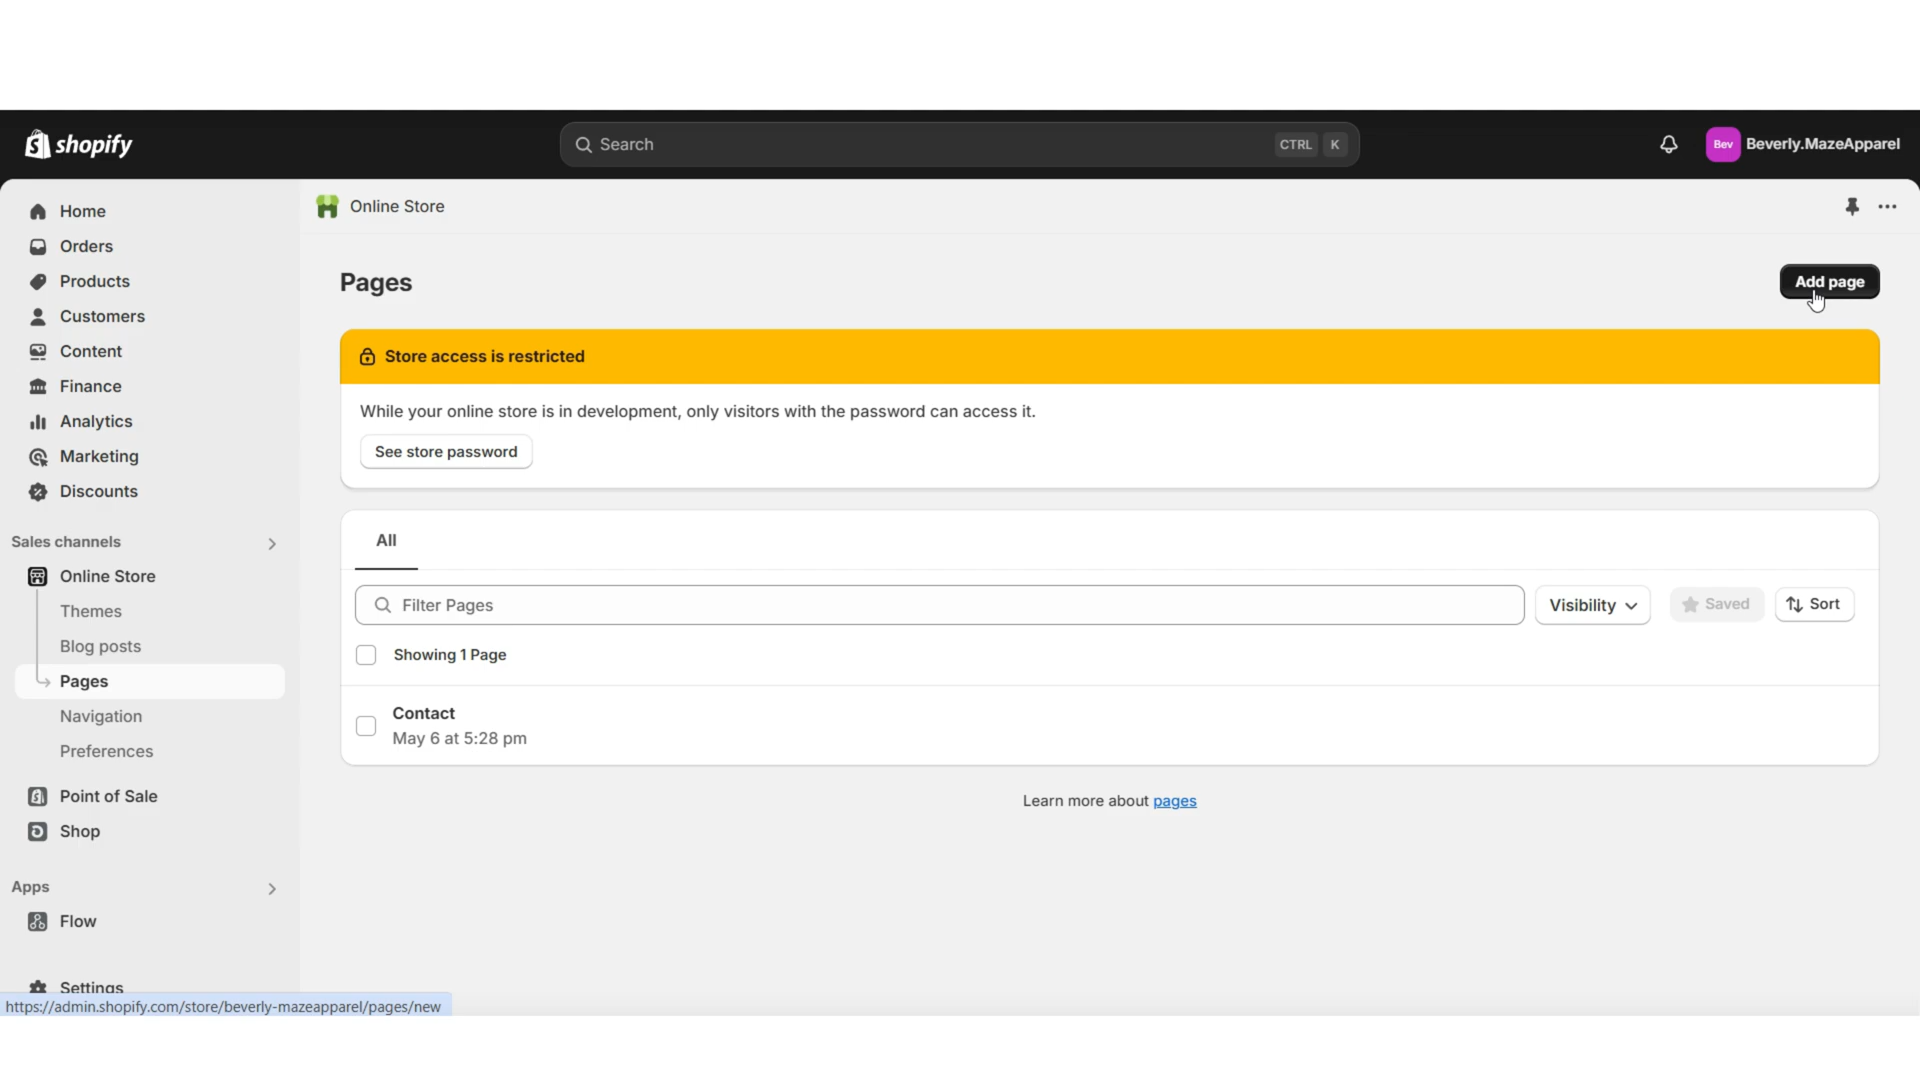 shopify
Search
CTRL K
Bev Beverly.MazeApparel
Home
Orders
Products
Customers
Content
Finance
Analytics
Marketing
Discounts
Sales channels
Online Store
Themes
Blog posts
Pages
Navigation
Preferences
Point of Sale
Shop
Apps
Flow
Settings
https://admin.shopify.com/store/beverly-mazeapparel/pages/new
Online Store
Pages
Add page
Store access is restricted
While your online store is in development, only visitors with the password can access it.
See store password
All
Filter Pages
Visibility
Saved
Sort
Showing 1 Page
Contact
May 6 at 5:28 pm
Learn more about pages